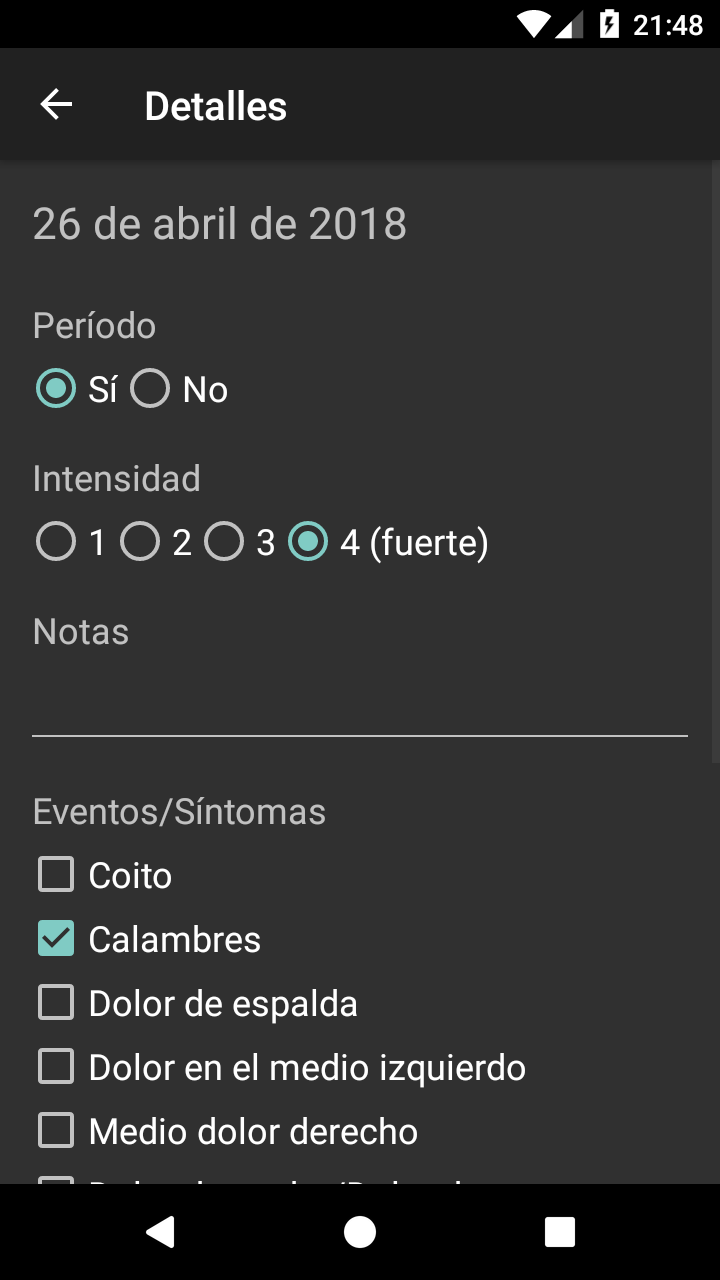 21:48
Detalles
26 de abril de 2018
Período
Sí No
Intensidad
1 2 3 4 (fuerte)
Notas
Eventos/Síntomas
Coito
Calambres
Dolor de espalda
Dolor en el medio izquierdo
Medio dolor derecho